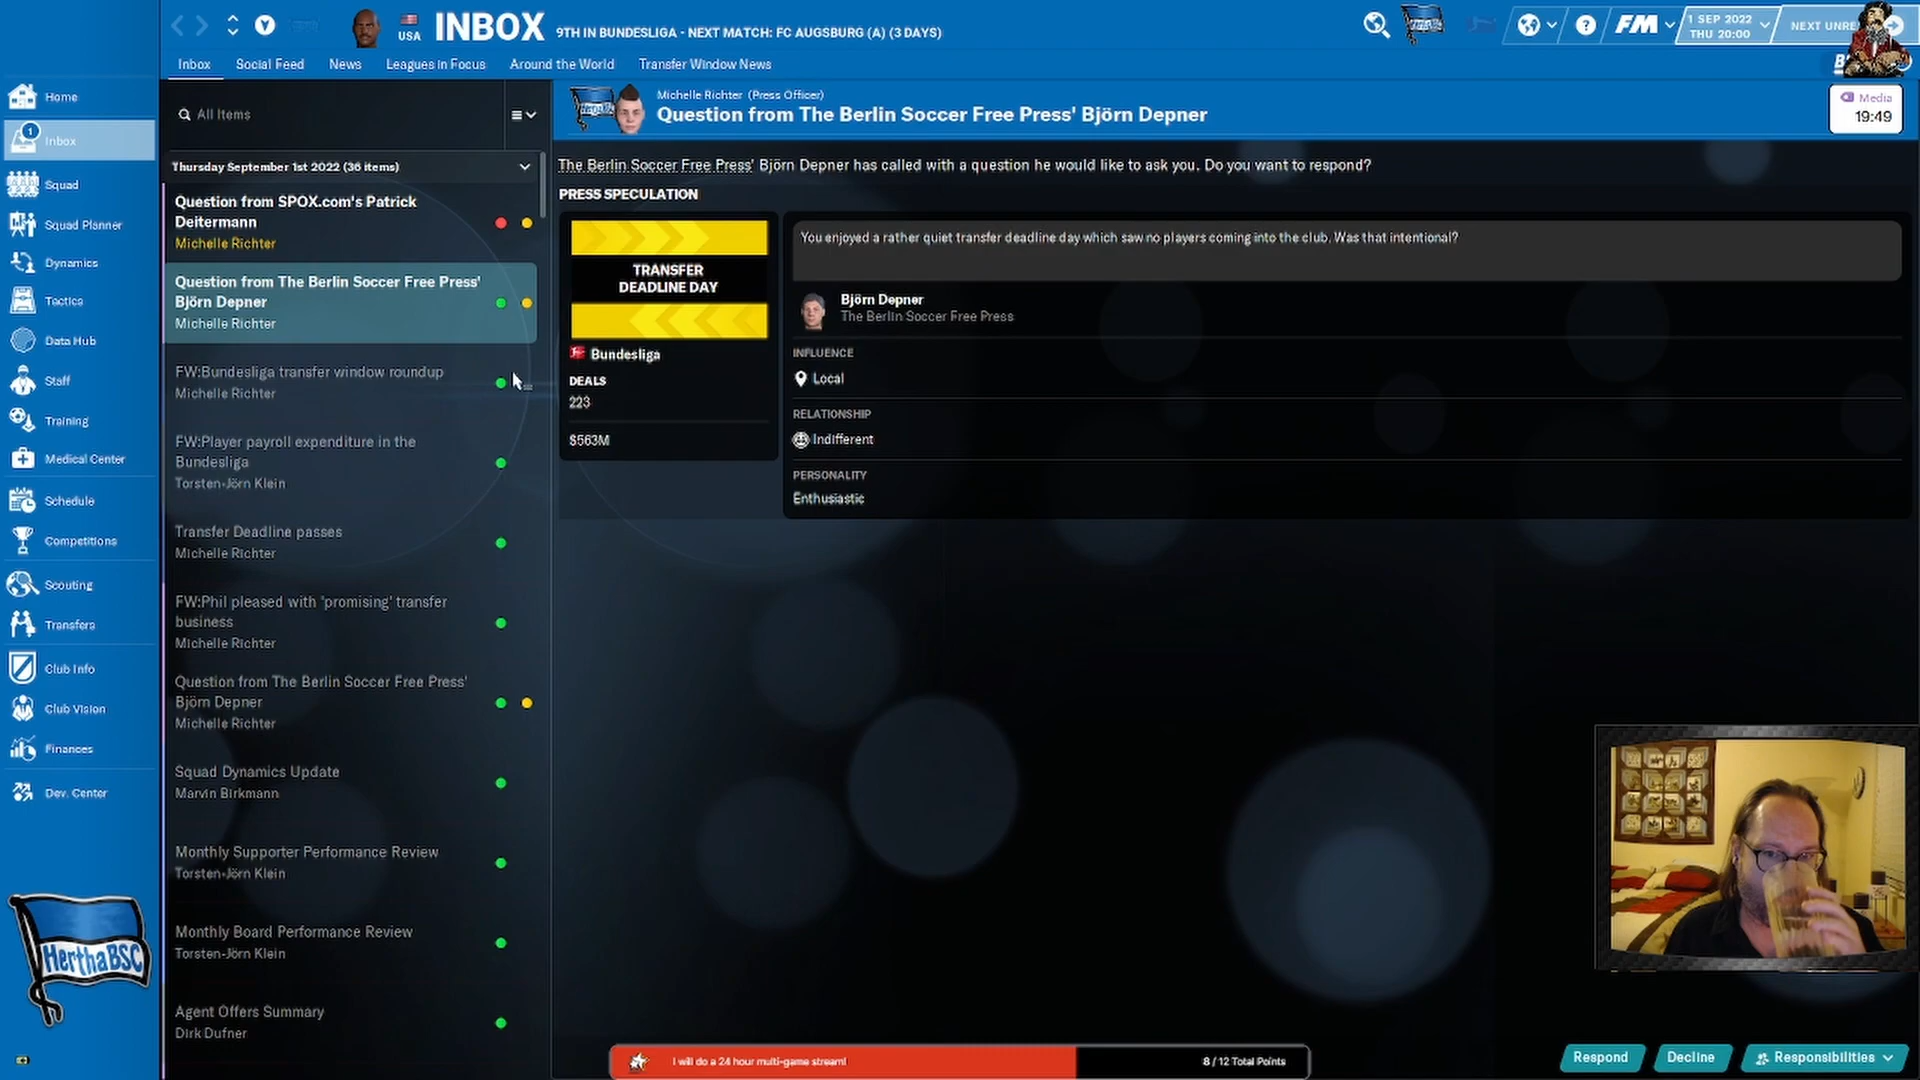 USA
INBOX
9TH IN BUNDESLIGA - NEXT MATCH: FC AUGSBURG (A) (3 DAYS)
FM
1 SEP 2022
THU 20:00
NEXT UNRE
Inbox
Social Feed
News
Leagues in Focus
Around the World
Transfer Window News
Home
1
Inbox
Squad
Squad Planner
Dynamics
Tactics
Data Hub
Staff
Training
Medical Center
Schedule
Competitions
Scouting
Transfers
Club Info
Club Vision
Finances
Dev. Center
Hertha BSC
All Items
Thursday September 1st 2022 (36 items)
Question from SPOX.com's Patrick
Deitermann
Michelle Richter
Question from The Berlin Soccer Free Press'
Björn Depner
Michelle Richter
FW:Bundesliga transfer window roundup
Michelle Richter
FW:Player payroll expenditure in the
Bundesliga
Torsten-Jörn Klein
Transfer Deadline passes
Michelle Richter
FW:Phil pleased with 'promising' transfer
business
Michelle Richter
Question from The Berlin Soccer Free Press'
Björn Depner
Michelle Richter
Squad Dynamics Update
Marvin Birkmann
Monthly Supporter Performance Review
Torsten-Jörn Klein
Monthly Board Performance Review
Torsten-Jörn Klein
Agent Offers Summary
Dirk Dufner
Michelle Richter (Press Officer)
Question from The Berlin Soccer Free Press' Björn Depner
Media
19:49
The Berlin Soccer Free Press' Björn Depner has called with a question he would like to ask you. Do you want to respond?
PRESS SPECULATION
TRANSFER
DEADLINE DAY
Bundesliga
DEALS
223
$563M
You enjoyed a rather quiet transfer deadline day which saw no players coming into the club. Was that intentional?
Björn Depner
The Berlin Soccer Free Press
INFLUENCE
Local
RELATIONSHIP
Indifferent
PERSONALITY
Enthusiastic
I will do a 24 hour multi-game stream!
8 / 12 Total Points
Respond
Decline
Responsibilities